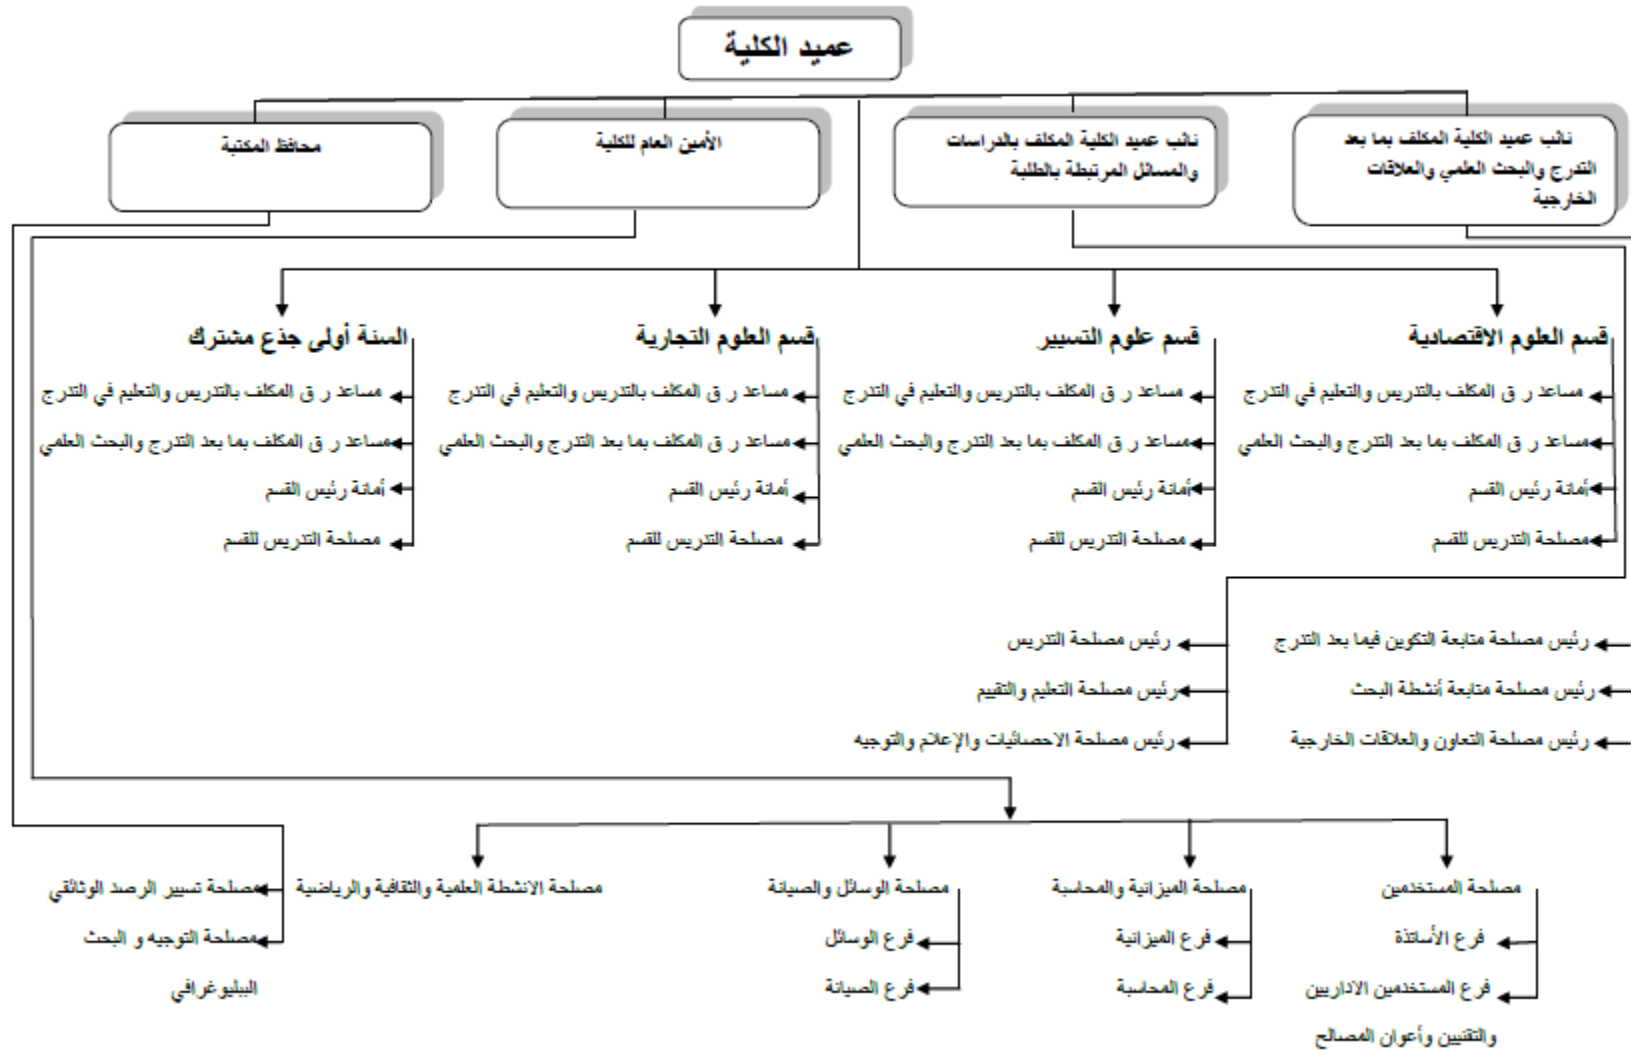 عميد الكلية
نائب عميد الكلية المكلف بما بعد
التدرج والبحث العلمي والعلاقات
الخارجية
نائب عميد الكلية المكلف بالدراسات
والمسائل المرتبطة بالطلبة
الأمين العام للكلية
محافظ المكتبة
قسم العلوم الاقتصادية
مساعد ر ق المكلف بالتدريس والتعليم في التدرج
مساعد ر ق المكلف بما بعد التدرج والبحث العلمي
أمانة رئيس القسم
مصلحة التدريس للقسم
قسم علوم التسيير
مساعد ر ق المكلف بالتدريس والتعليم في التدرج
مساعد ر ق المكلف بما بعد التدرج والبحث العلمي
أمانة رئيس القسم
مصلحة التدريس للقسم
قسم العلوم التجارية
مساعد ر ق المكلف بالتدريس والتعليم في التدرج
مساعد ر ق المكلف بما بعد التدرج والبحث العلمي
أمانة رئيس القسم
مصلحة التدريس للقسم
السنة أولى جذع مشترك
مساعد ر ق المكلف بالتدريس والتعليم في التدرج
مساعد ر ق المكلف بما بعد التدرج والبحث العلمي
أمانة رئيس القسم
مصلحة التدريس للقسم
رئيس مصلحة متابعة التكوين فيما بعد التدرج
رئيس مصلحة متابعة أنشطة البحث
رئيس مصلحة التعاون والعلاقات الخارجية
رئيس مصلحة التدريس
رئيس مصلحة التعليم والتقييم
رئيس مصلحة الاحصائيات والإعلام والتوجيه
مصلحة المستخدمين
فرع الأساتذة
فرع المستخدمين الاداريين
والتقنيين وأعوان المصالح
مصلحة الميزانية والمحاسبة
فرع الميزانية
فرع المحاسبة
مصلحة الوسائل والصيانة
فرع الوسائل
فرع الصيانة
مصلحة الانشطة العلمية والثقافية والرياضية
مصلحة تسيير الرصد الوثائقي
مصلحة التوجيه و البحث
الببليوغرافي